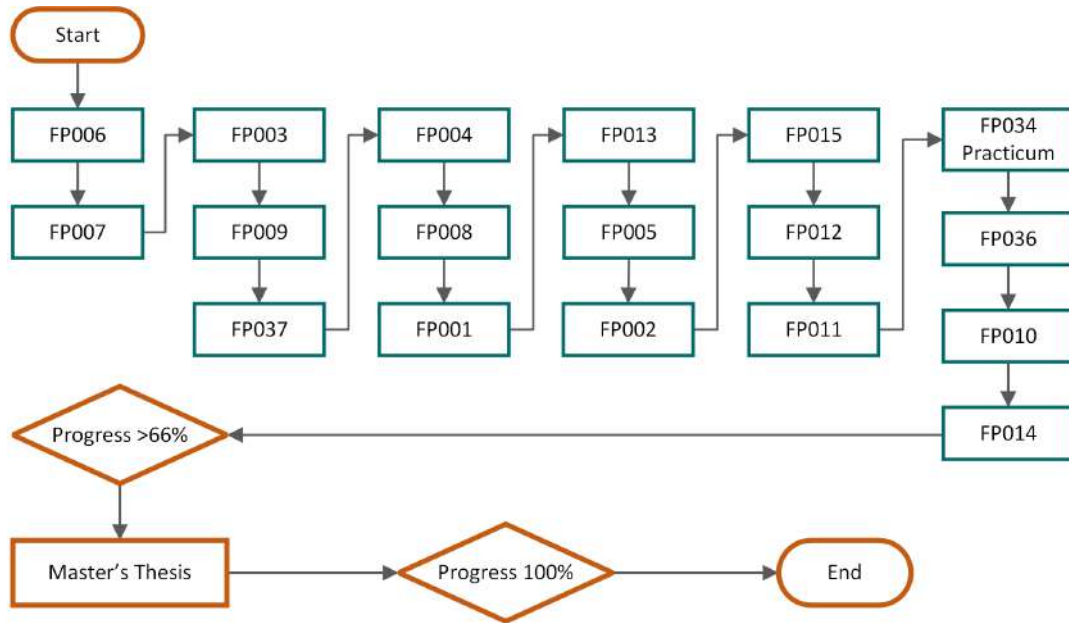 Start
FP006
FP003
FP004
FP013
FP015
FP034
Practicum
FP007
FP009
FP008
FP005
FP012
FP036
FP037
FP001
FP002
FP011
FP010
Progress >66%
FP014
Master's Thesis
Progress 100%
End